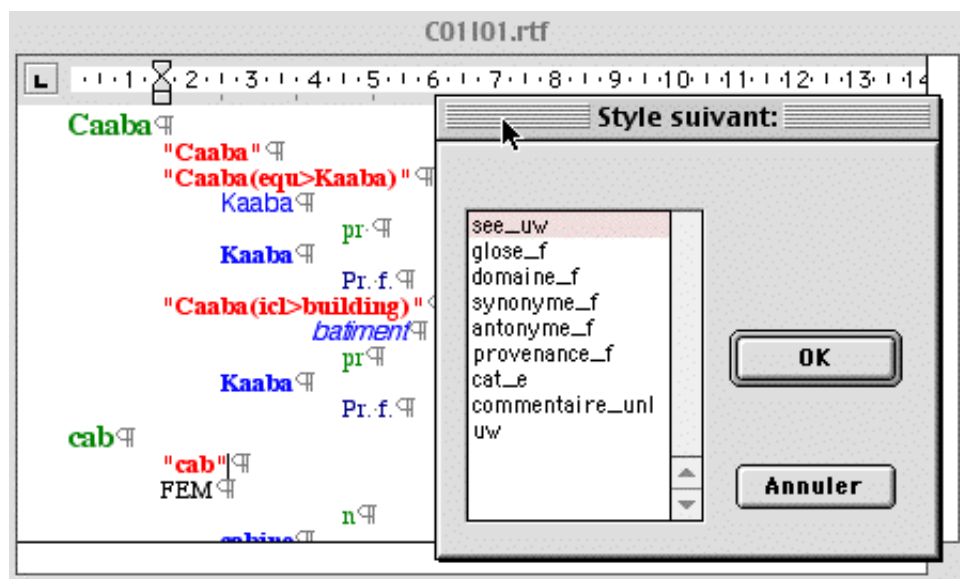 C01I01.rtf
L 1 2 3 4 5 6 7 8 9 10 11 12 13 14
Caaba¶
"Caaba"¶
"Caaba(equ>Kaaba)"¶
Kaaba¶
pr·¶
Kaaba¶
Pr.·f.¶
"Caaba(icl>building)"
batiment¶
pr¶
Kaaba¶
Pr.·f.¶
cab¶
"cab"¶
FEM¶
n¶
cabine¶
Style suivant:
see_uw
glose_f
domaine_f
synonyme_f
antonyme_f
provenance_f
cat_e
commentaire_unl
uw
OK
Annuler